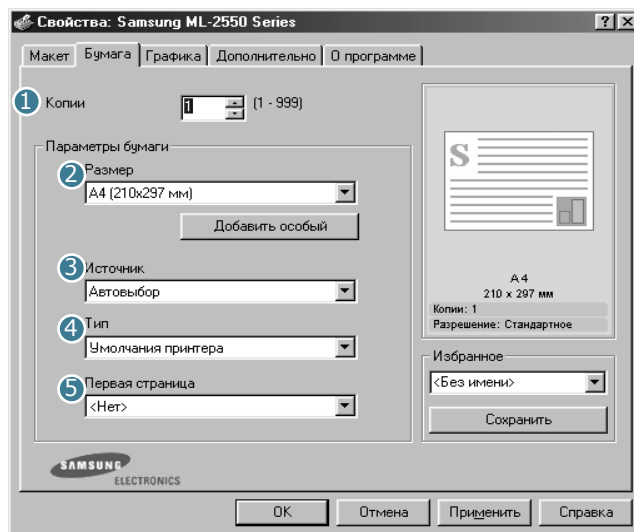 Свойства: Samsung ML-2550 Series
Макет Бумага Графика Дополнительно О программе
1 Копии 1 (1 - 999)
Параметры бумаги
2 Размер
A4 (210x297 мм)
Добавить особый
3 Источник
Автовыбор
4 Тип
Умолчания принтера
5 Первая страница
<Нет>
S
A4
210 x 297 мм
Копии: 1
Разрешение: Стандартное
Избранное
<Без имени>
Сохранить
SAMSUNG
ELECTRONICS
OK Отмена Применить Справка